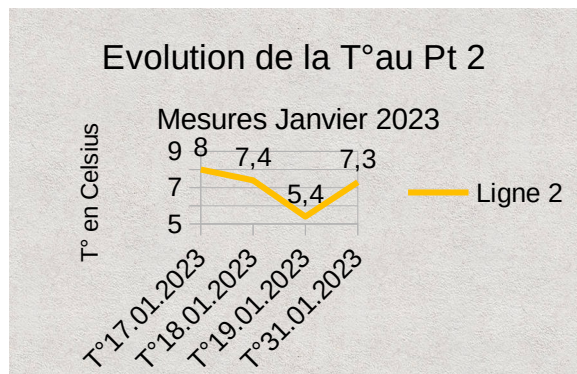 Evolution de la T°au Pt 2
Mesures Janvier 2023
T° en Celsius
9
7
5
8
7,4
5,4
7,3
Ligne 2
T°17.01.2023
T°18.01.2023
T°19.01.2023
T°31.01.2023